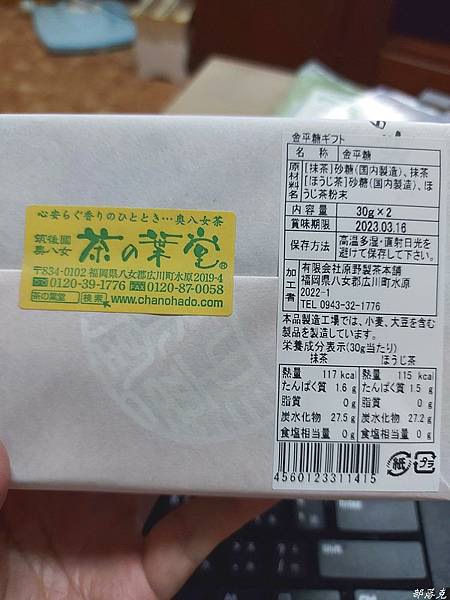 心安らぐ香りのひととき…奥八女茶
筑後國
奥八女
茶の葉堂®
〒834-0102 福岡県八女郡広川町水原2019-4
0120-39-1776 FAX 0120-87-0058
茶の葉堂 検索 www.chanohado.com
金平糖ギフト
名 称 金平糖
原材料名
[抹茶]砂糖(国内製造)、抹茶
[ほうじ茶]砂糖(国内製造)、ほ
うじ茶粉末
内 容 量 30g×2
賞味期限 2023.03.16
保存方法 高温多湿・直射日光を
避けて保存して下さい。
加工者
有限会社原野製茶本舗
福岡県八女郡広川町水原
2022-1
TEL 0943-32-1776
本品製造工場では、小麦、大豆を含む
製品を製造しています。
栄養成分表示(30g当たり)
抹茶 ほうじ茶
熱量 117 kcal 熱量 115 kcal
たんぱく質 1.6 g たんぱく質 1.5 g
脂質 0 g 脂質 0 g
炭水化物 27.5 g 炭水化物 27.2 g
食塩相当量 0 g 食塩相当量 0 g
4560123311415
紙 プラ